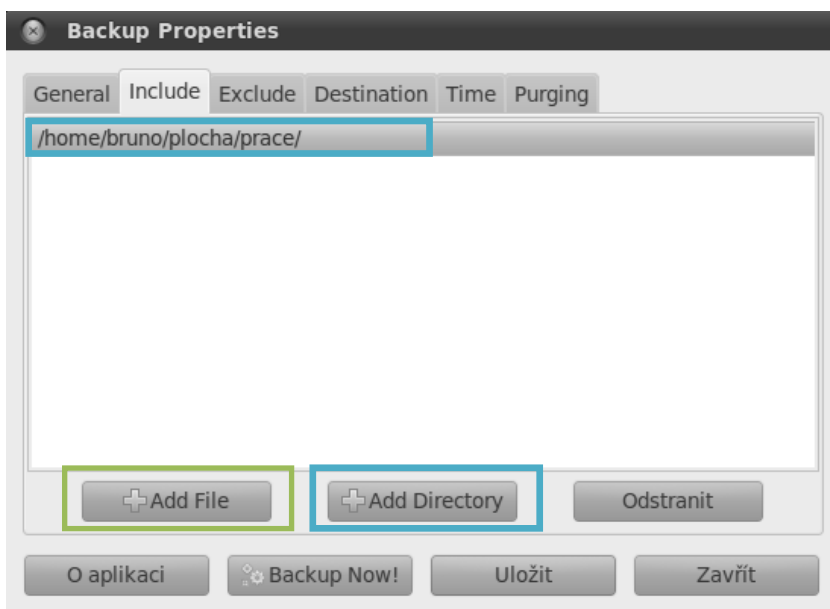 Backup Properties
General Include Exclude Destination Time Purging
/home/bruno/plocha/prace/
Add File Add Directory Odstranit
O aplikaci Backup Now! Uložit Zavřít